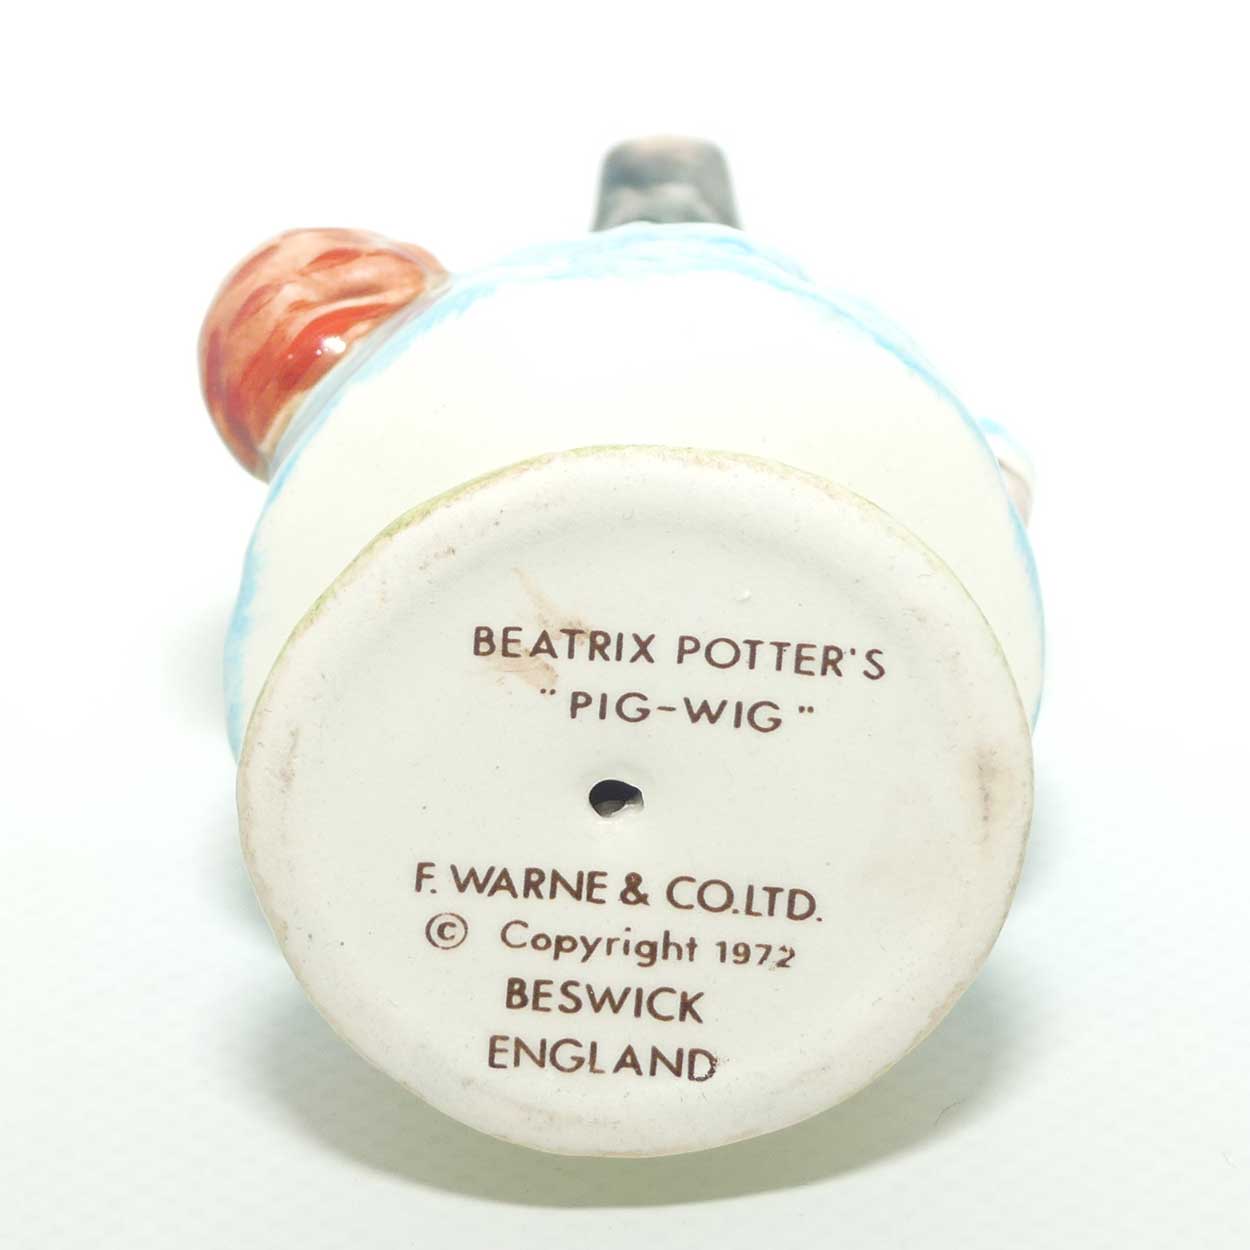 BEATRIX POTTER'S
"PIG-WIG"
F. WARNE & CO.LTD.
© Copyright 1972
BESWICK
ENGLAND